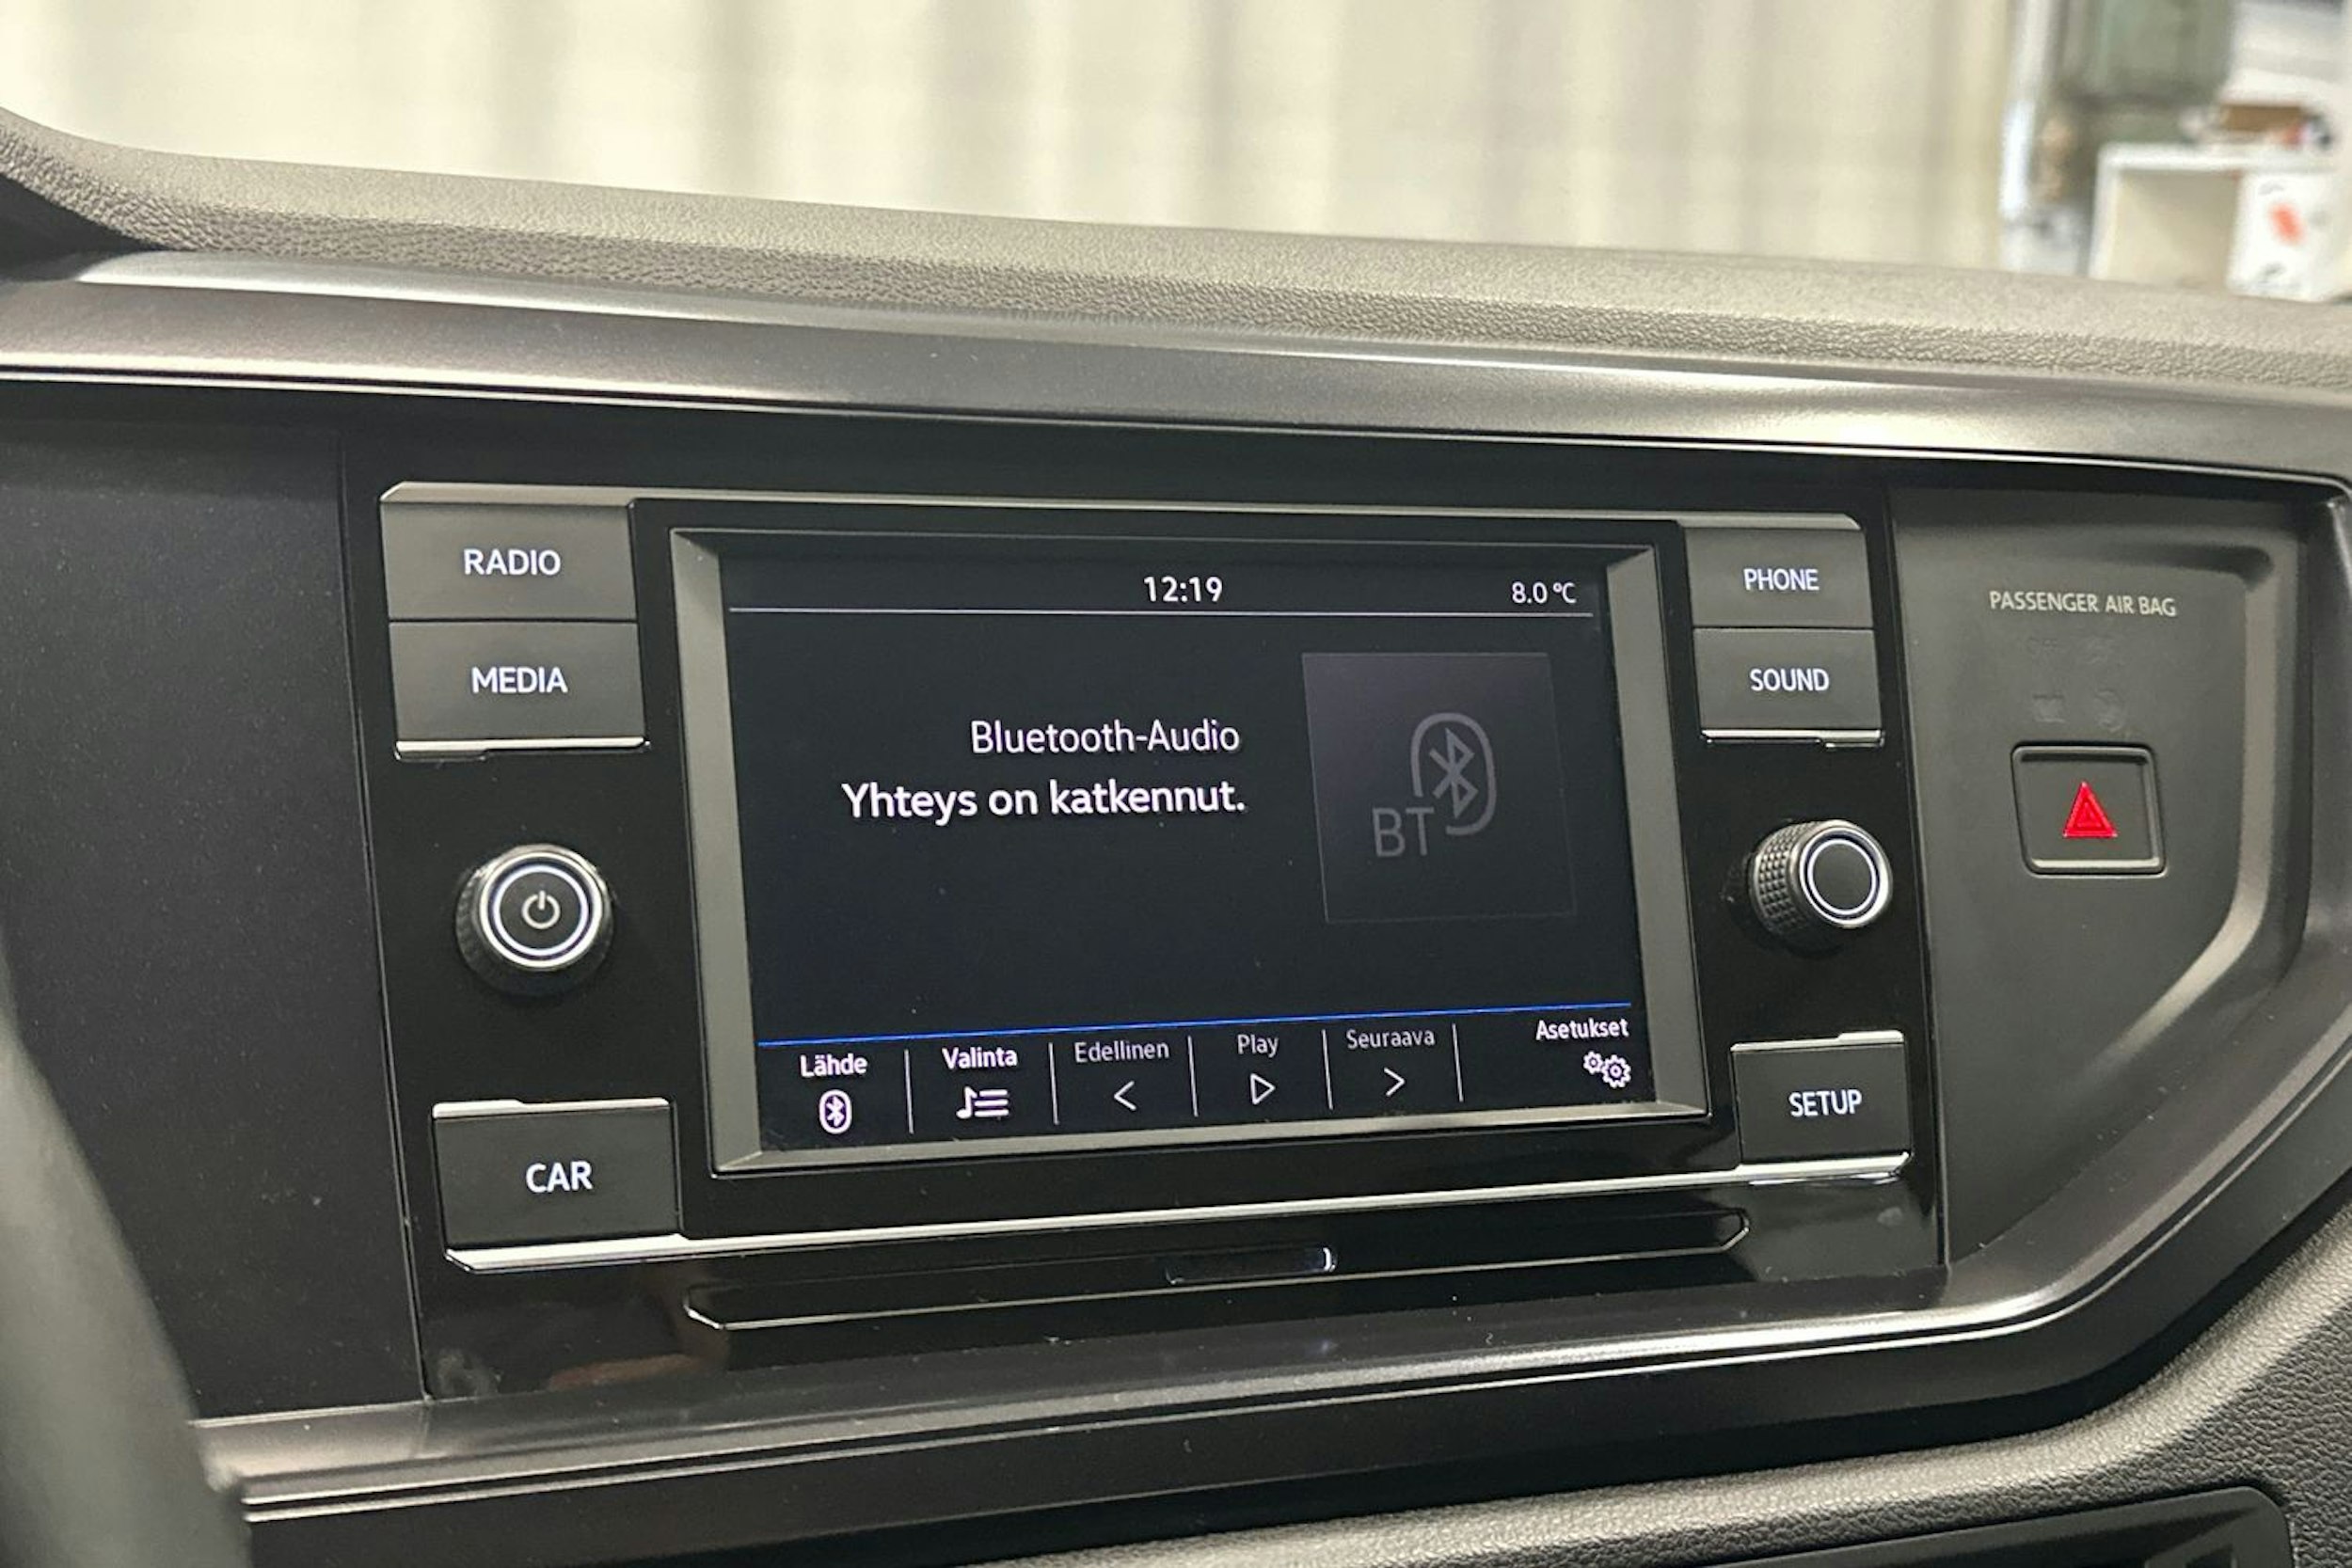 RADIO
MEDIA
CAR
12:19
8.0 °C
Bluetooth-Audio
Yhteys on katkennut.
BT
Lähde
Valinta
Edellinen
Play
Seuraava
Asetukset
PHONE
SOUND
SETUP
PASSENGER AIR BAG